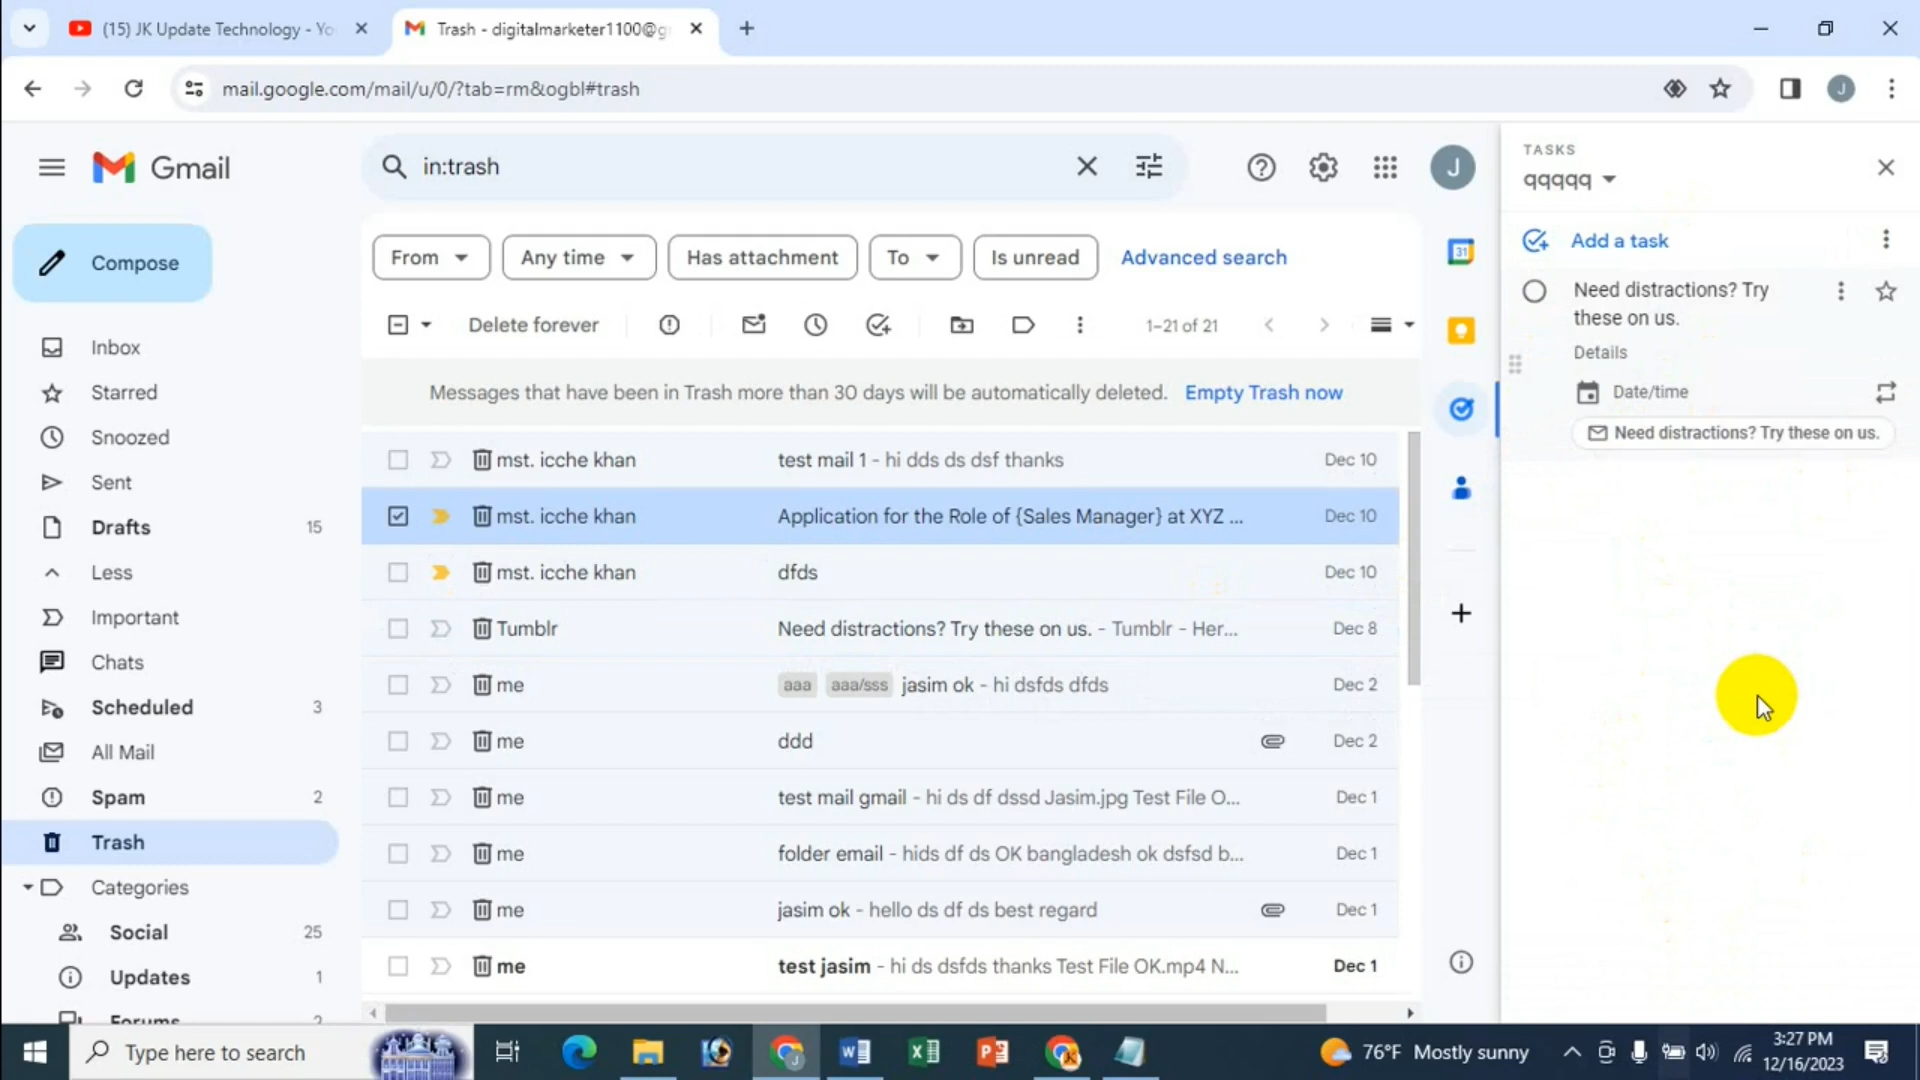 (15) JK Update Technology - Yo
Trash - digitalmarketer1100@g
mail.google.com/mail/u/0/?tab=rm&ogbl#trash
J
Gmail
in:trash
J
TASKS
qqqqq
Compose
From
Any time
Has attachment
To
Is unread
Advanced search
31
Add a task
Need distractions? Try
these on us.
Details
Date/time
Need distractions? Try these on us.
Delete forever
1–21 of 21
Messages that have been in Trash more than 30 days will be automatically deleted. Empty Trash now
Inbox
Starred
Snoozed
Sent
Drafts 15
Less
Important
Chats
Scheduled 3
All Mail
Spam 2
Trash
Categories
Social 25
Updates 1
Forums 2
mst. icche khan test mail 1 - hi dds ds dsf thanks Dec 10
mst. icche khan Application for the Role of {Sales Manager} at XYZ ... Dec 10
mst. icche khan dfds Dec 10
Tumblr Need distractions? Try these on us. - Tumblr - Her... Dec 8
me aaa aaa/sss jasim ok - hi dsfds dfds Dec 2
me ddd Dec 2
me test mail gmail - hi ds df dssd Jasim.jpg Test File O... Dec 1
me folder email - hids df ds OK bangladesh ok dsfsd b... Dec 1
me jasim ok - hello ds df ds best regard Dec 1
me test jasim - hi ds dsfds thanks Test File OK.mp4 N... Dec 1
Type here to search
76°F Mostly sunny
3:27 PM
12/16/2023